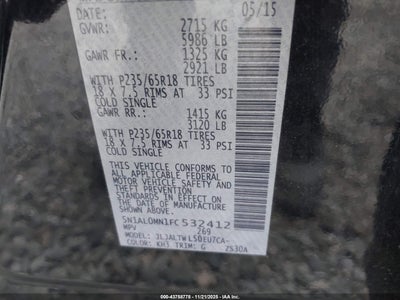 DATE: 05/15
GVWR: 2715 KG
5986 LB
GAWR FR.: 1325 KG
2921 LB
WITH P235/65R18 TIRES
18 X 7.5 RIMS AT 33 PSI
COLD SINGLE
GAWR RR.: 1415 KG
3120 LB
WITH P235/65R18 TIRES
18 X 7.5 RIMS AT 33 PSI
COLD SINGLE
THIS VEHICLE CONFORMS TO
ALL APPLICABLE FEDERAL
MOTOR VEHICLE SAFETY AND
THEFT PREVENTION STANDARDS
IN EFFECT ON THE DATE OF
MANUFACTURE SHOWN ABOVE.
5N1AL0MN1FC532412
MPV 269
MODEL:
COLOR: KH3 TRIM: G 2530A
000-43758778 - 11/21/2025 - IAAI.COM